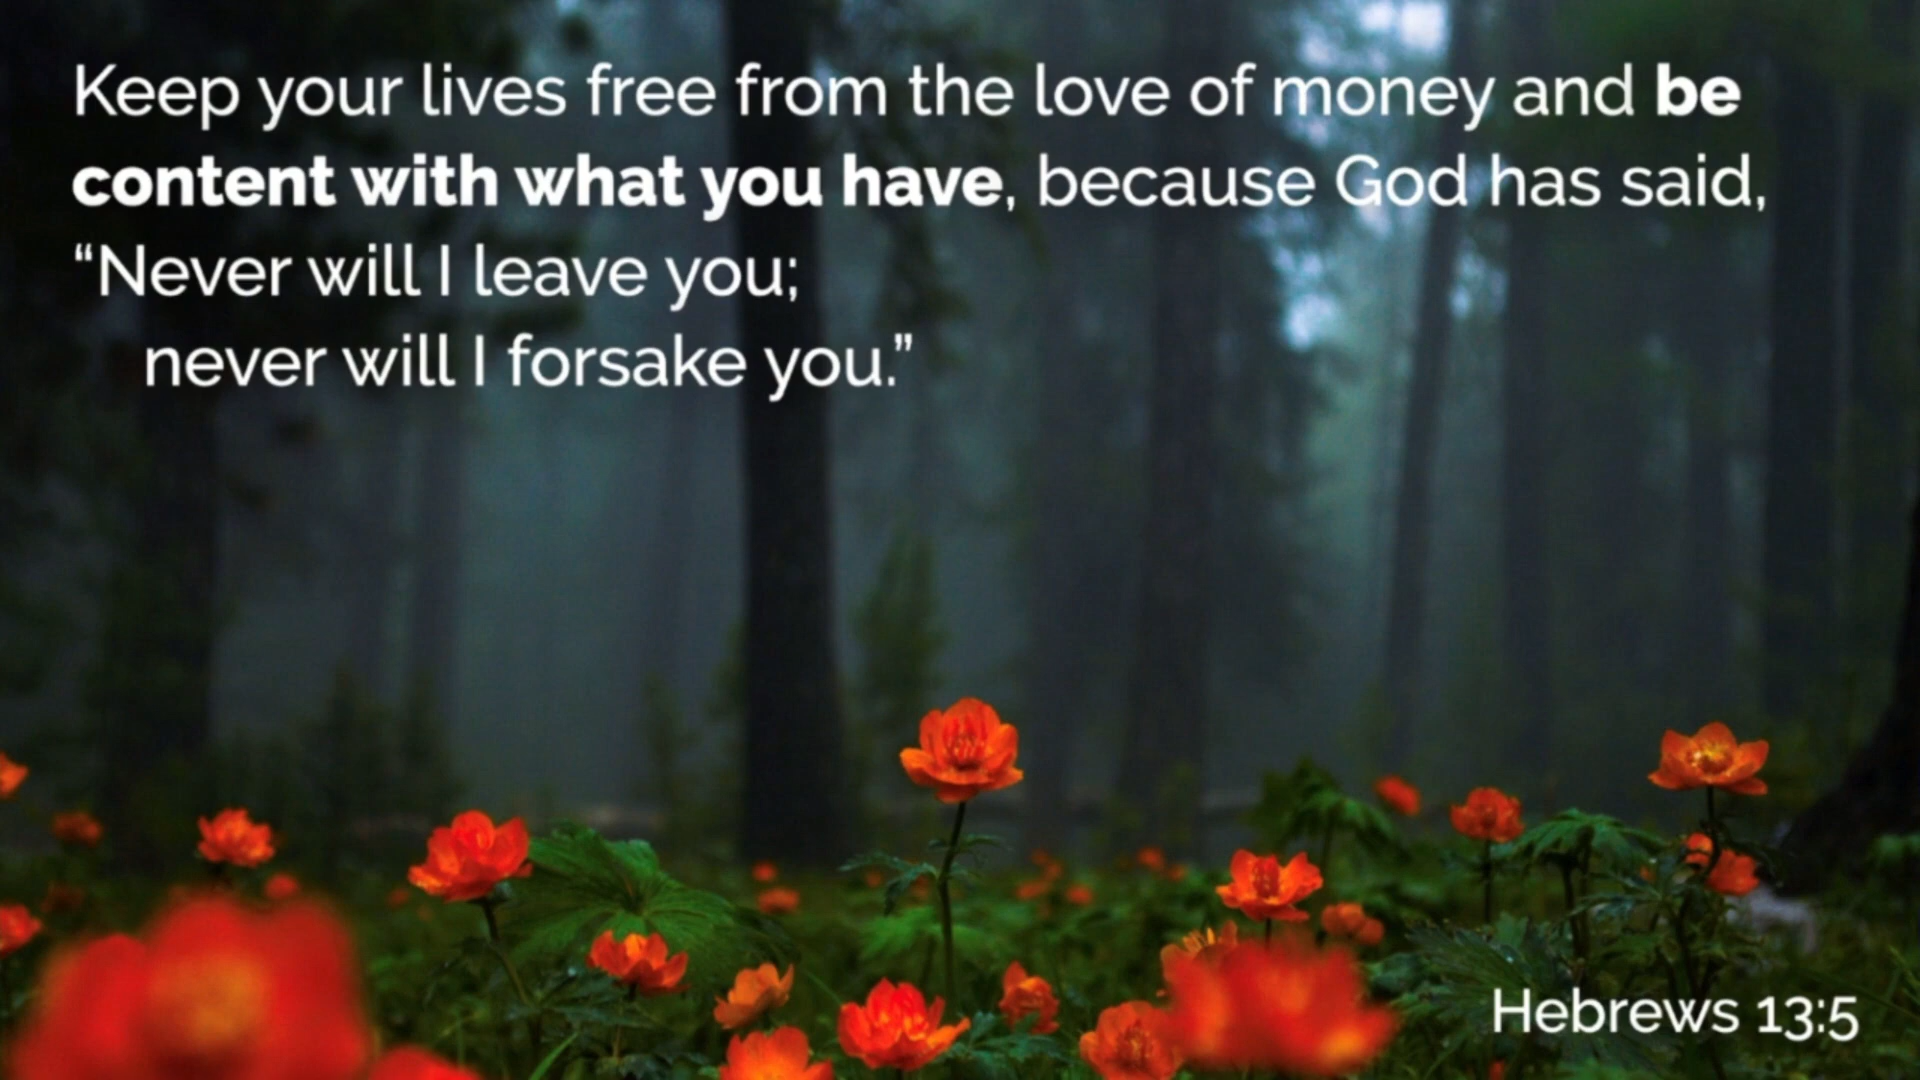 Keep your lives free from the love of money and be
content with what you have, because God has said,
“Never will I leave you;
never will I forsake you.”
Hebrews 13:5